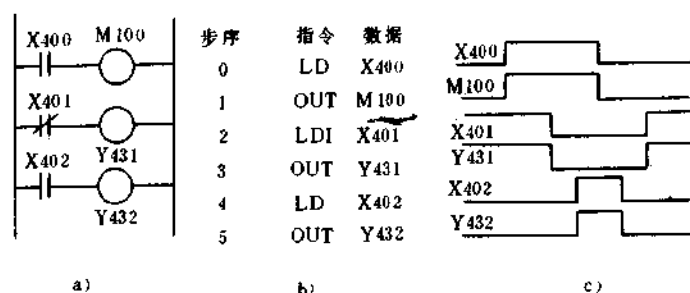 X400 M100
X401
Y431
X402
Y432
a)
步序 指令 数据
0 LD X400
1 OUT M100
2 LDI X401
3 OUT Y431
4 LD X402
5 OUT Y432
b)
X400
M100
X401
Y431
X402
Y432
c)